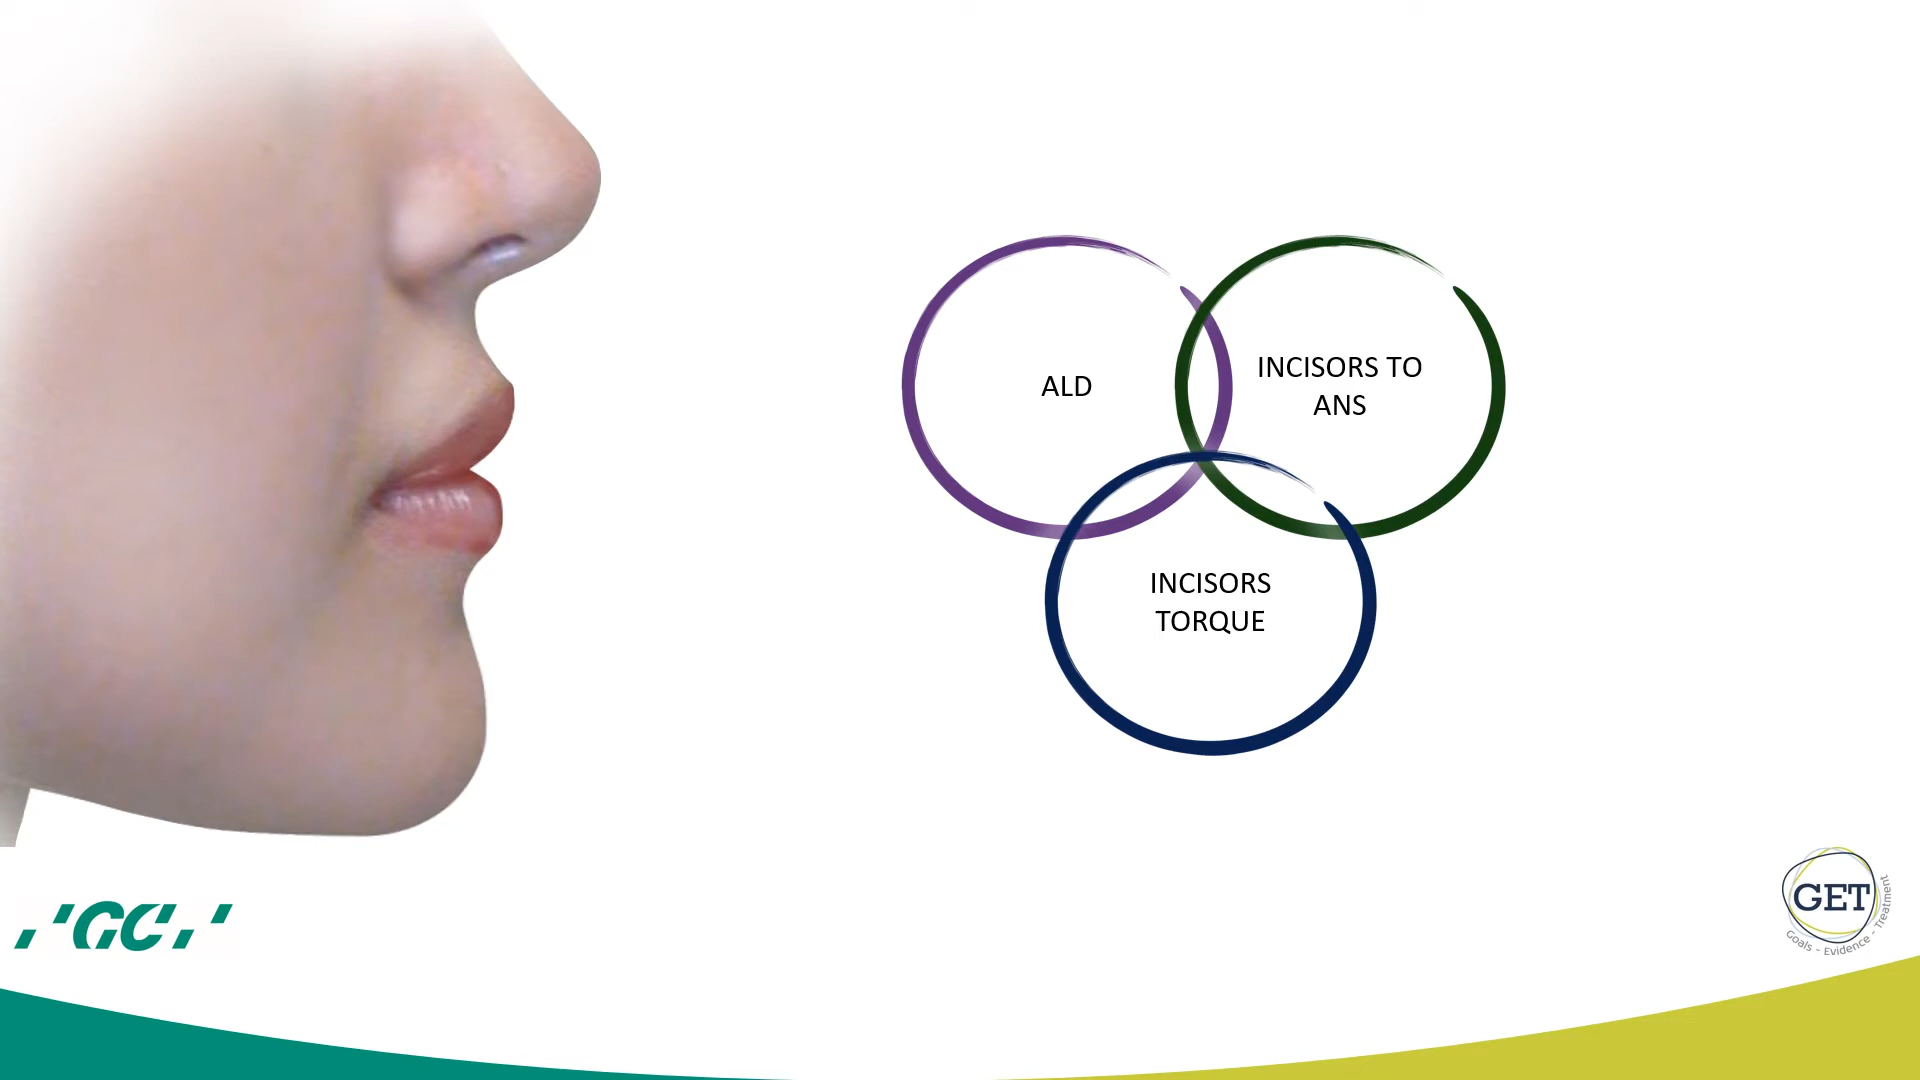 ALD
INCISORS TO
ANS
INCISORS
TORQUE
GC
GET
Goals - Evidence - Treatment